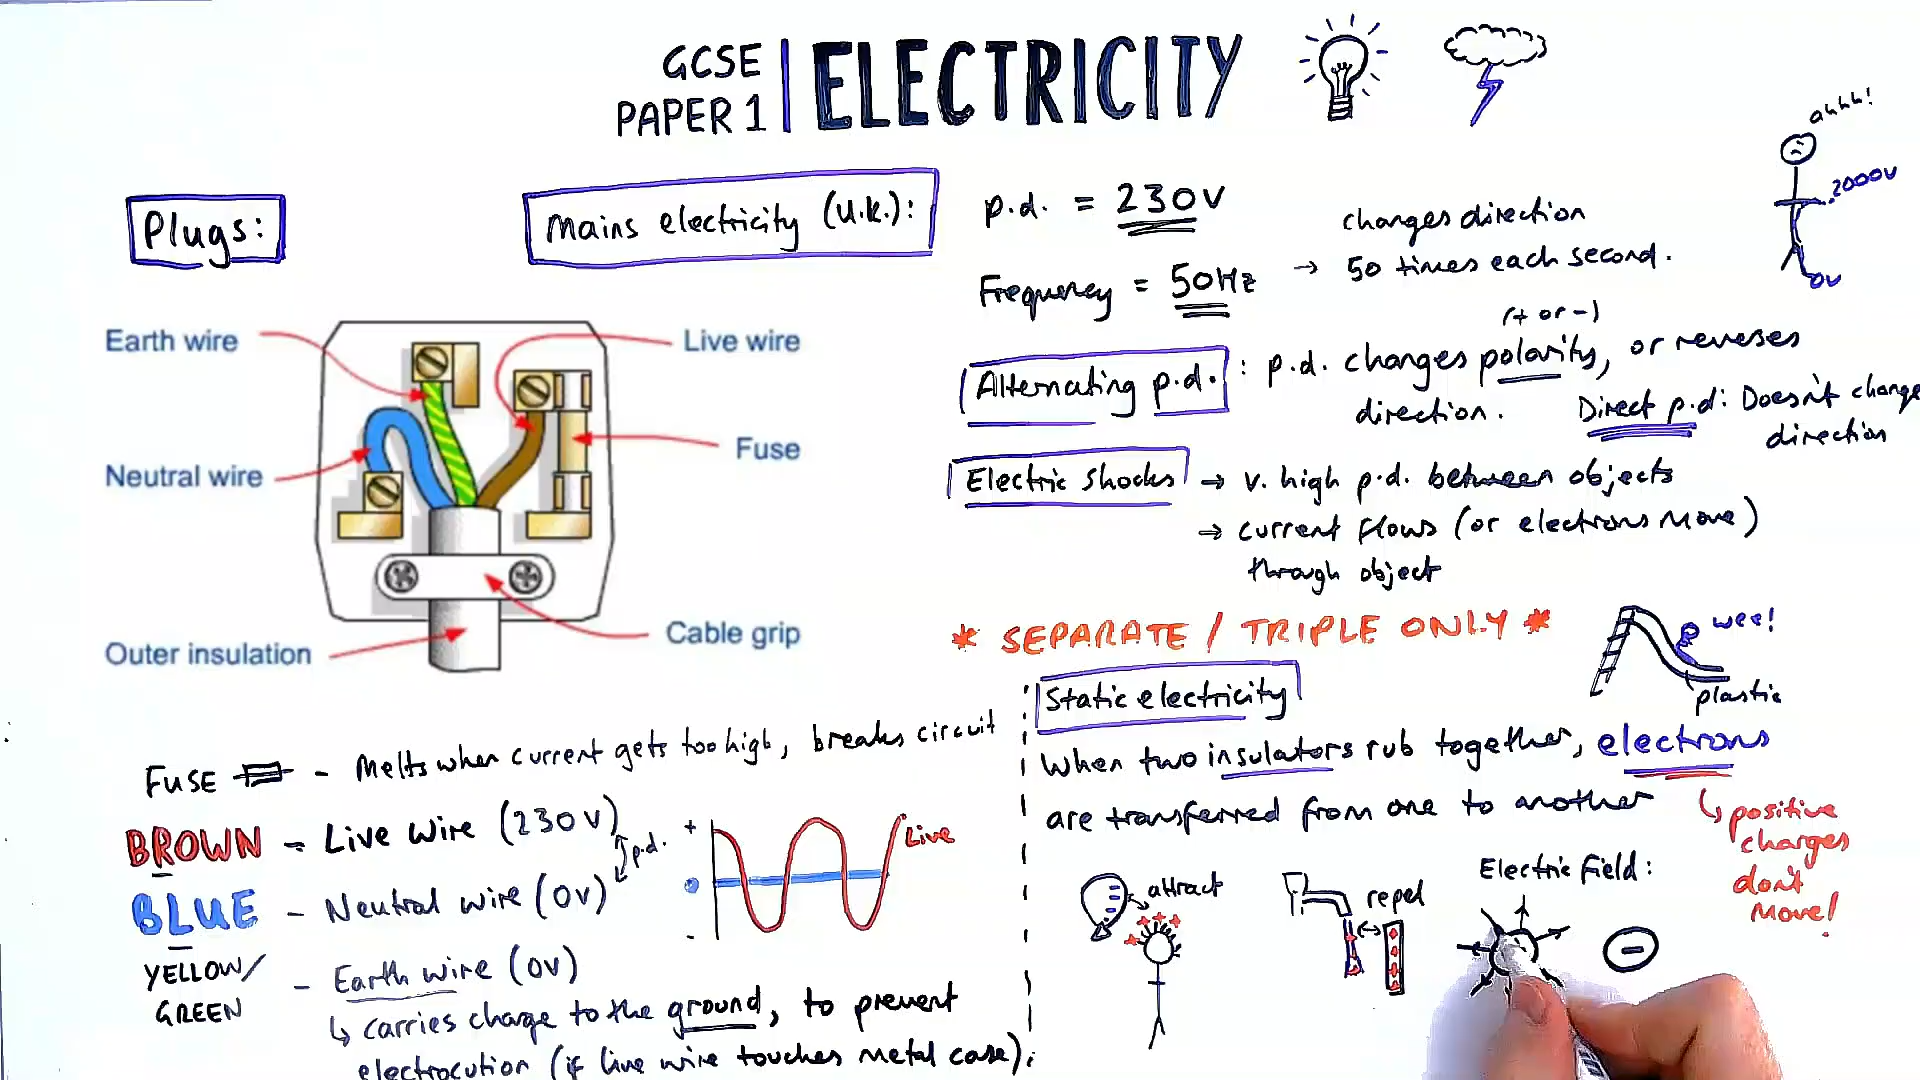 GCSE
PAPER 1
ELECTRICITY
ahhh!
2000V
0V
Plugs:
Mains electricity (U.K.):
p.d. = 230V
Frequency = 50Hz → changes direction
50 times each second.
Earth wire
Live wire
Neutral wire
Fuse
Outer insulation
Cable grip
(+ or -)
Alternating p.d. : p.d. changes polarity, or reverses
direction.
Direct p.d: Doesn't change
direction
Electric shocks → v. high p.d. between objects
→ current flows (or electrons move)
through object
* SEPARATE / TRIPLE ONLY *
wee!
plastic
FUSE - Melts when current gets too high, breaks circuit
BROWN - Live wire (230V)
p.d.
BLUE - Neutral wire (0V)
YELLOW/
GREEN
- Earth wire (0V)
↳ carries charge to the ground, to prevent
electrocution (if live wire touches metal case).
+
0
-
Live
Static electricity
When two insulators rub together, electrons
are transferred from one to another
↳ positive
charges
don't
move!
attract
repel
Electric field:
-